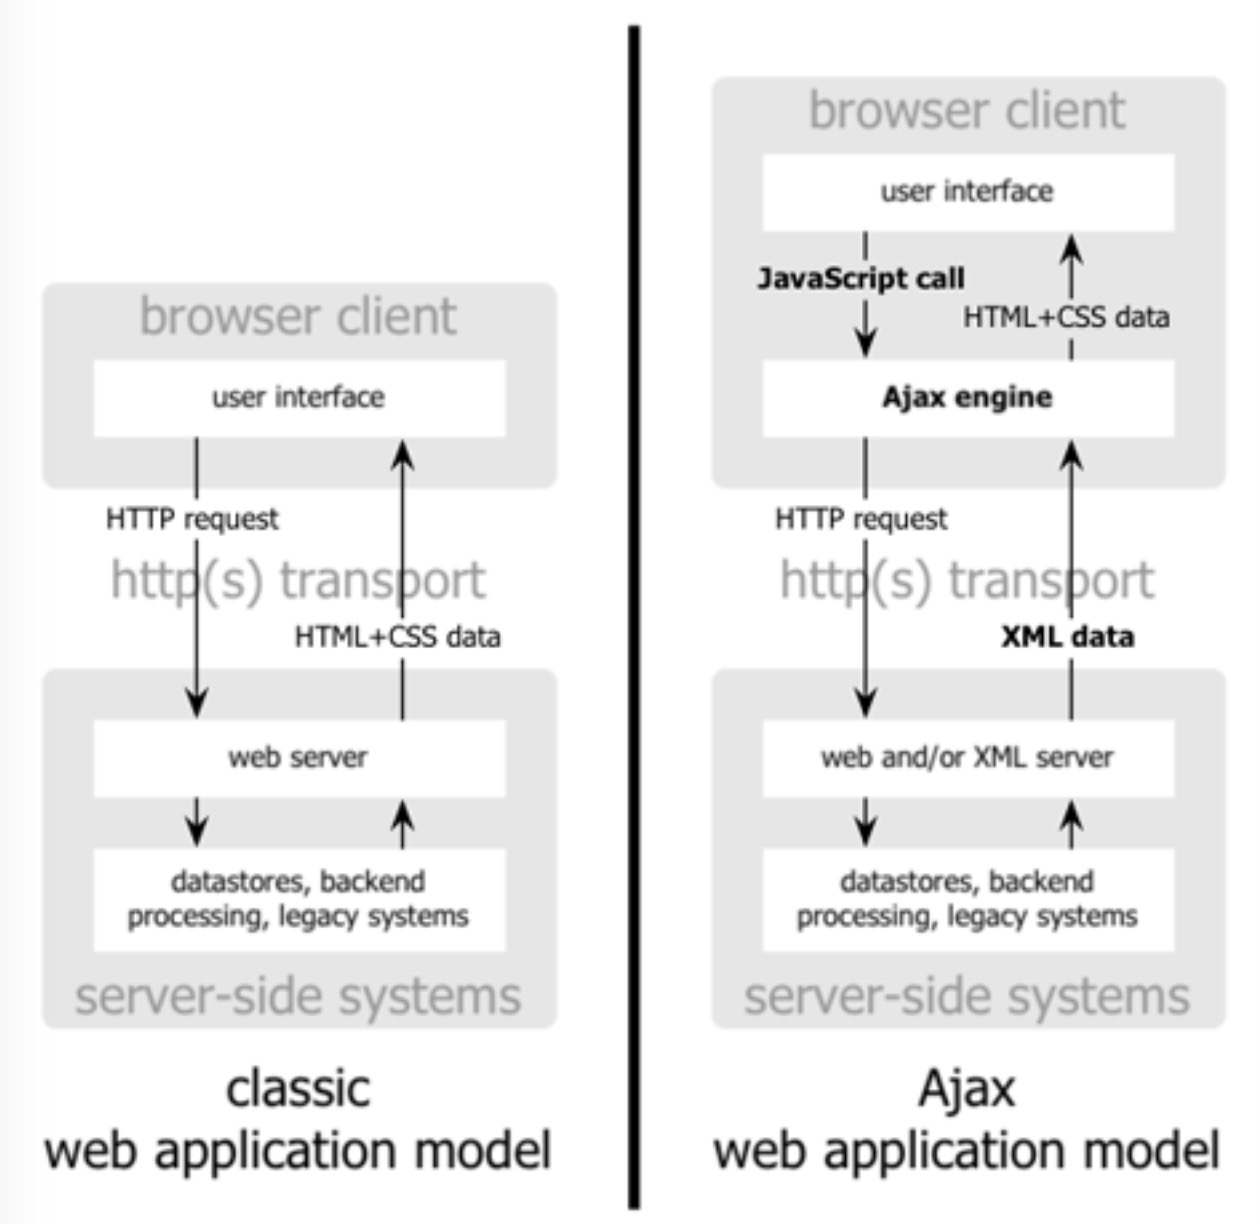 browser client
user interface
HTTP request
http(s) transport
HTML+CSS data
web server
datastores, backend
processing, legacy systems
server-side systems
classic
web application model
browser client
user interface
JavaScript call
HTML+CSS data
Ajax engine
HTTP request
http(s) transport
XML data
web and/or XML server
datastores, backend
processing, legacy systems
server-side systems
Ajax
web application model